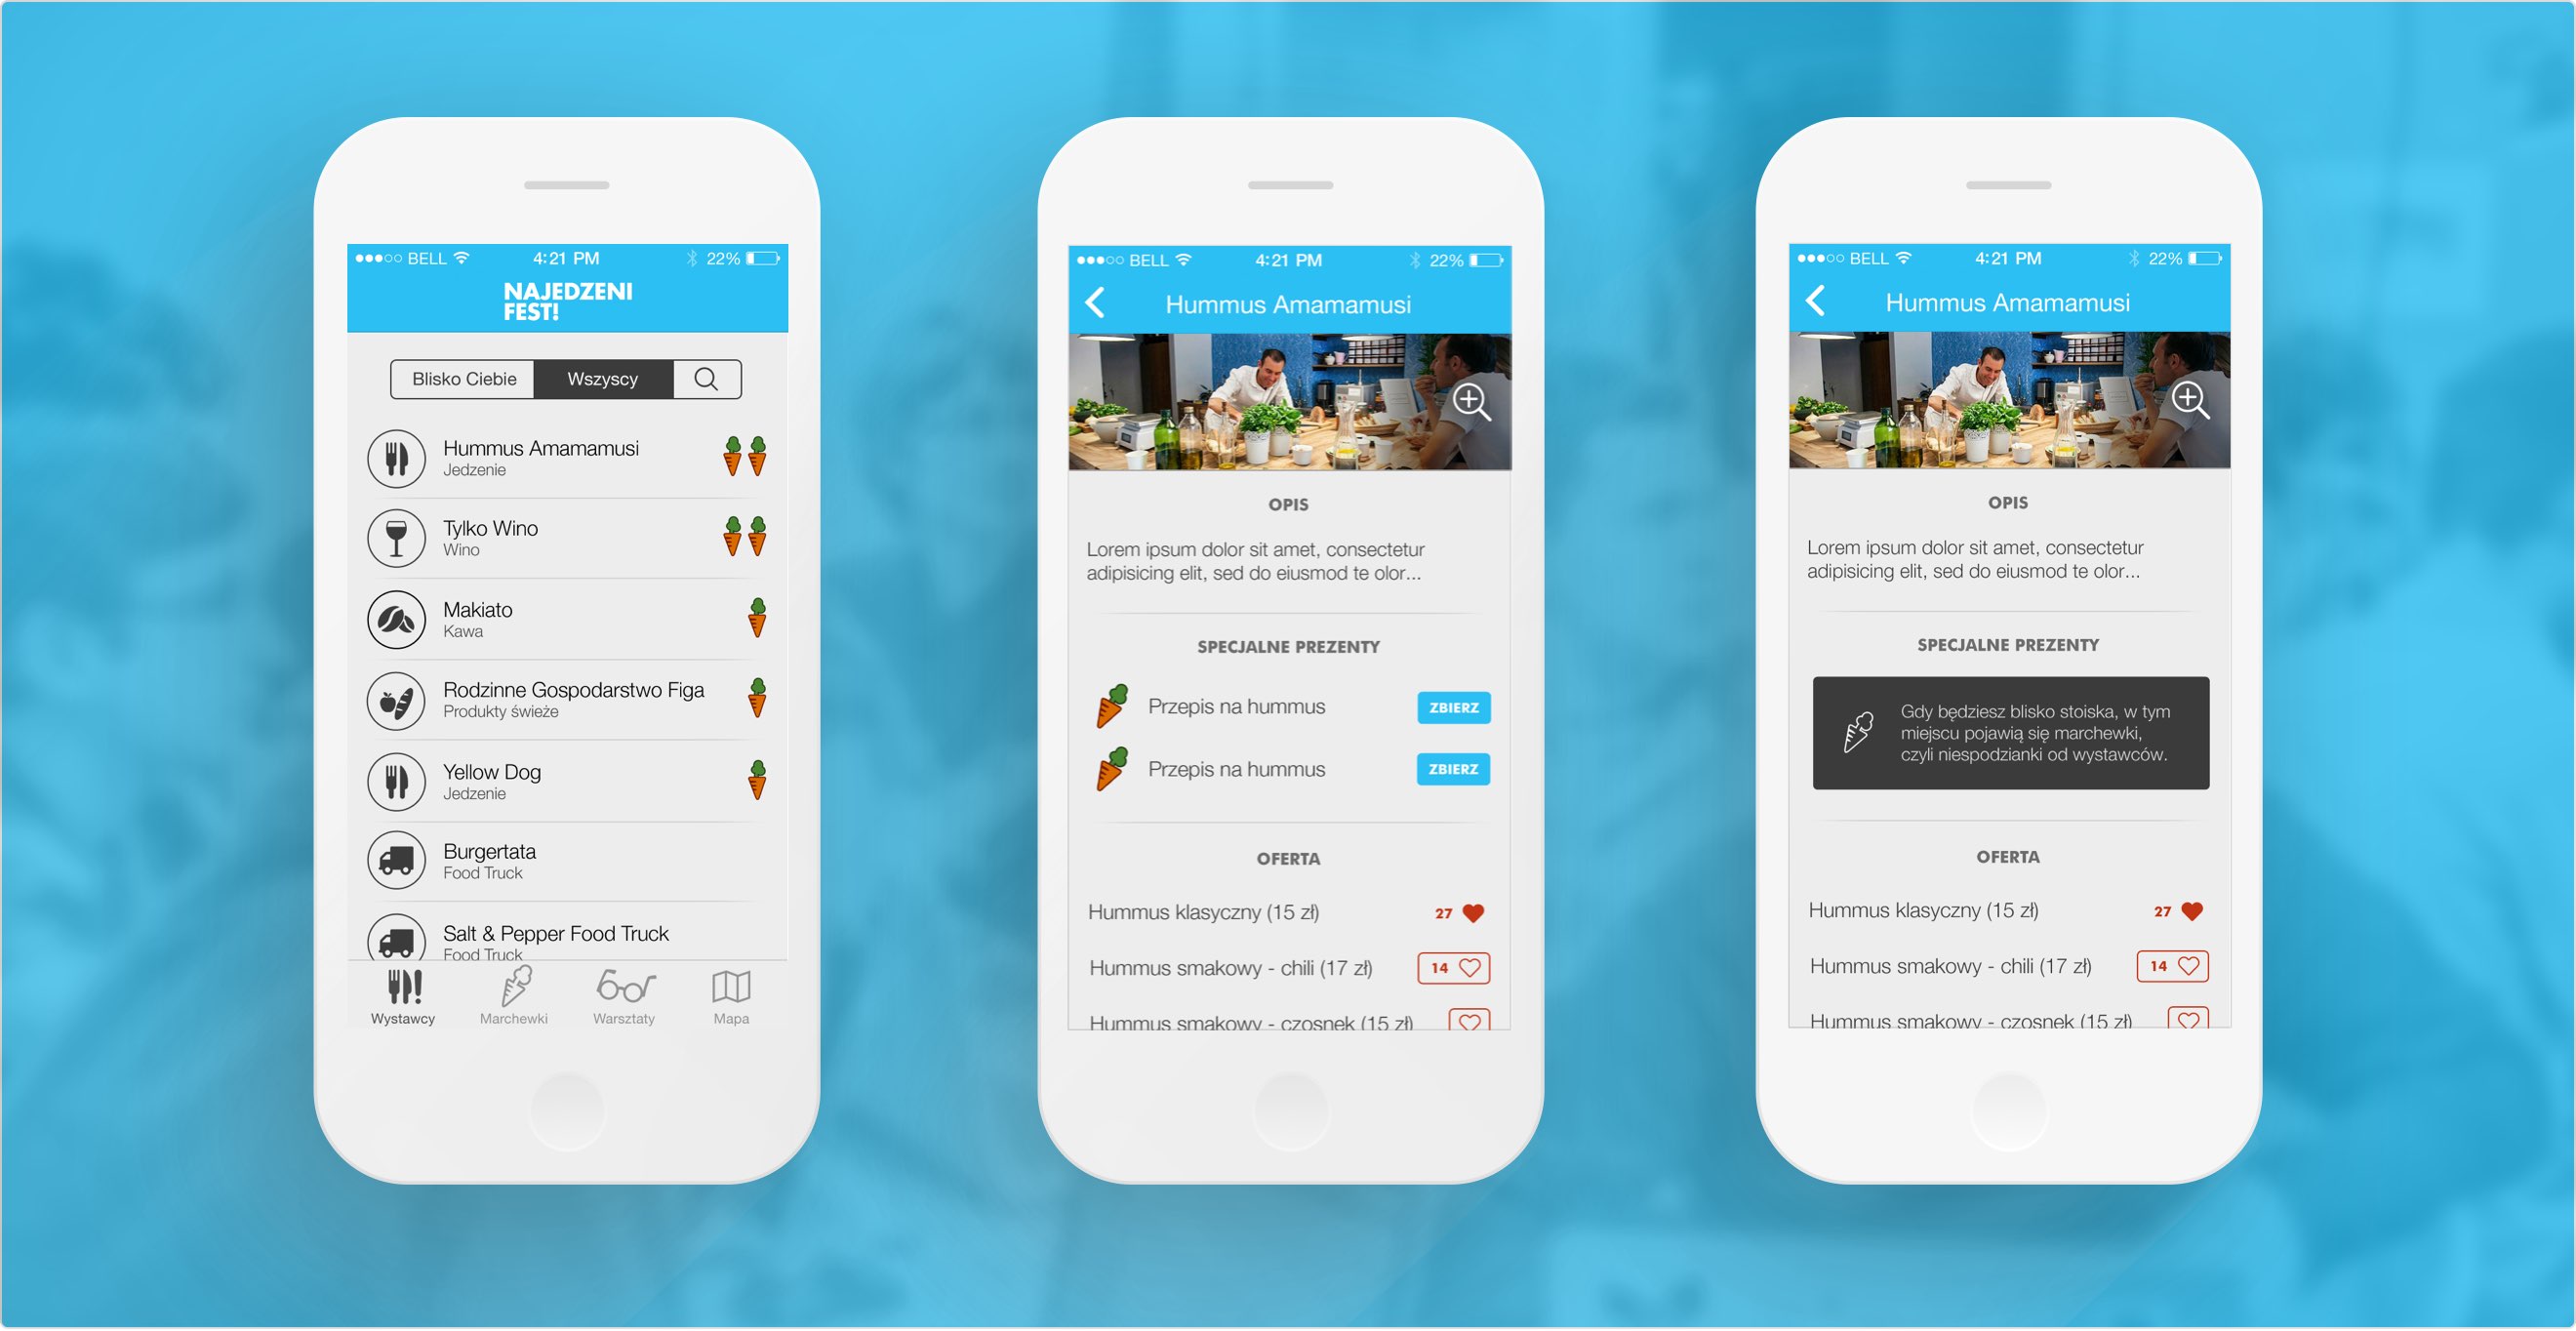 BELL 4:21 PM 22%
NAJEDZENI
FEST!
Blisko Ciebie Wszyscy
Hummus Amamamusi
Jedzenie
Tylko Wino
Wino
Makiato
Kawa
Rodzinne Gospodarstwo Figa
Produkty świeże
Yellow Dog
Jedzenie
Burgertata
Food Truck
Salt & Pepper Food Truck
Food Truck
Wystawcy Marchewki Warsztaty Mapa
BELL 4:21 PM 22%
Hummus Amamamusi
OPIS
Lorem ipsum dolor sit amet, consectetur
adipisicing elit, sed do eiusmod te olor...
SPECJALNE PREZENTY
Przepis na hummus ZBIERZ
Przepis na hummus ZBIERZ
OFERTA
Hummus klasyczny (15 zł) 27
Hummus smakowy - chili (17 zł) 14
Hummus smakowy - czosnek (15 zł)
BELL 4:21 PM 22%
Hummus Amamamusi
OPIS
Lorem ipsum dolor sit amet, consectetur
adipisicing elit, sed do eiusmod te olor...
SPECJALNE PREZENTY
Gdy będziesz blisko stoiska, w tym
miejscu pojawią się marchewki,
czyli niespodzianki od wystawców.
OFERTA
Hummus klasyczny (15 zł) 27
Hummus smakowy - chili (17 zł) 14
Hummus smakowy - czosnek (15 zł)